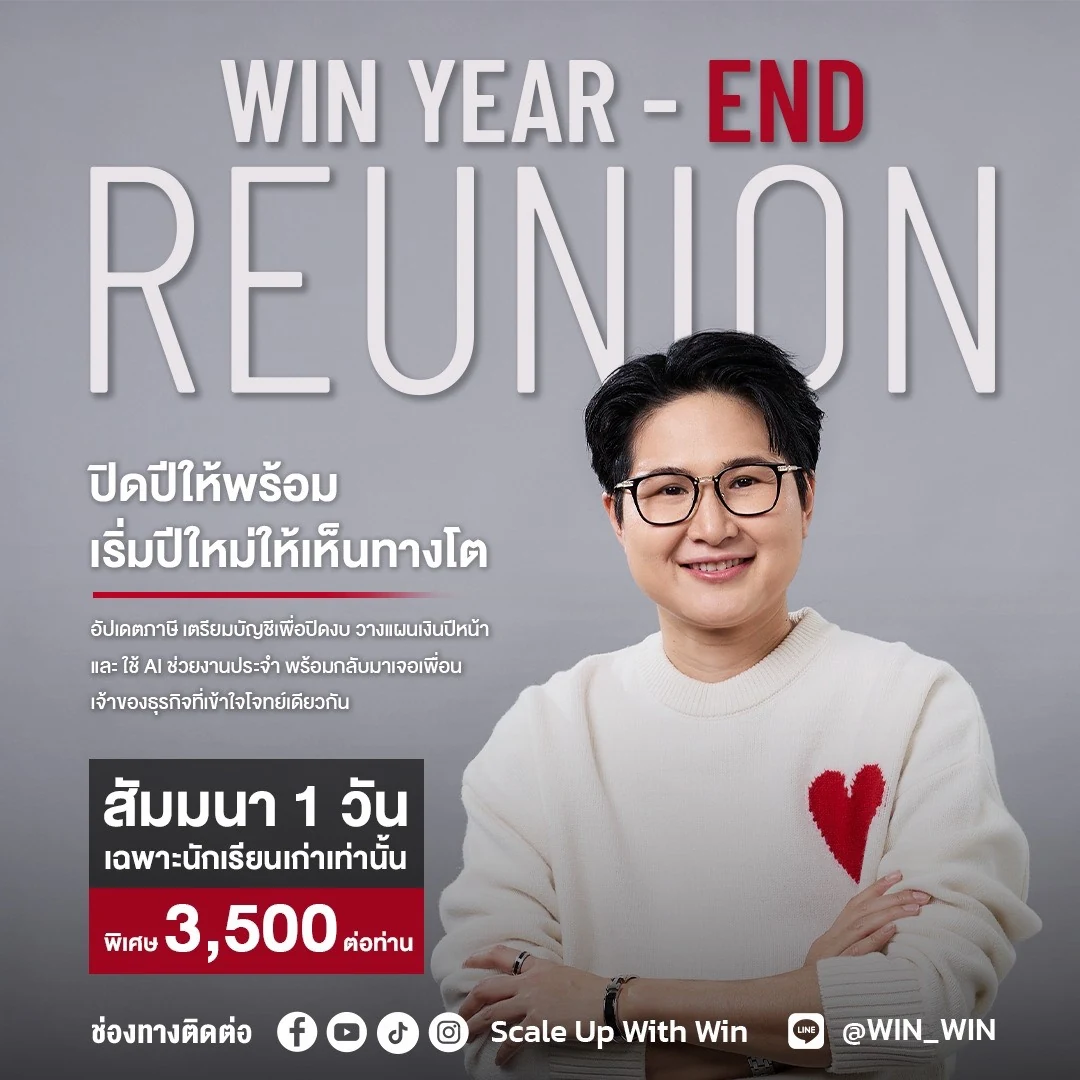 WIN YEAR - END
REUNION
ปิดปีให้พร้อม
เริ่มปีใหม่ให้เห็นทางโต
อัปเดตภาษี เตรียมบัญชีเพื่อปิดงบ วางแผนเงินปีหน้า
และ ใช้ AI ช่วยงานประจำ พร้อมกลับมาเจอเพื่อน
เจ้าของธุรกิจที่เข้าใจโจทย์เดียวกัน
สัมมนา 1 วัน
เฉพาะนักเรียนเก่าเท่านั้น
พิเศษ 3,500 ต่อท่าน
ช่องทางติดต่อ Scale Up With Win LINE @WIN_WIN